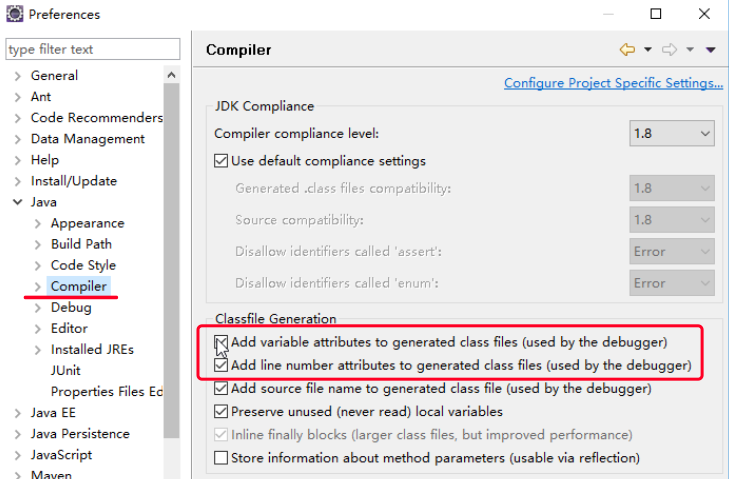 Preferences
type filter text
General
Ant
Code Recommenders
Data Management
Help
Install/Update
Java
Appearance
Build Path
Code Style
Compiler
Debug
Editor
Installed JREs
JUnit
Properties Files Ed
Java EE
Java Persistence
JavaScript
Maven
Compiler
Configure Project Specific Settings...
JDK Compliance
Compiler compliance level: 1.8
Use default compliance settings
Generated .class files compatibility: 1.8
Source compatibility: 1.8
Disallow identifiers called 'assert': Error
Disallow identifiers called 'enum': Error
Classfile Generation
Add variable attributes to generated class files (used by the debugger)
Add line number attributes to generated class files (used by the debugger)
Add source file name to generated class file (used by the debugger)
Preserve unused (never read) local variables
Inline finally blocks (larger class files, but improved performance)
Store information about method parameters (usable via reflection)